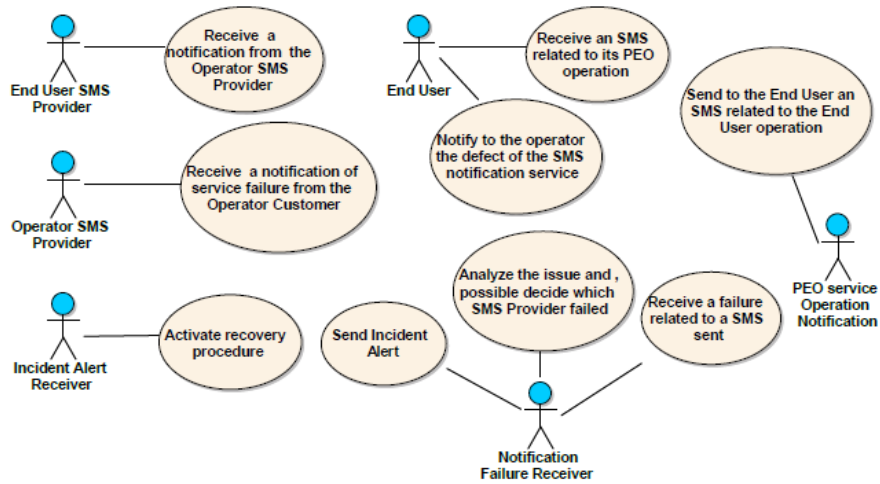 Receive a
notification from the
Operator SMS
Provider
End User SMS
Provider
Receive an SMS
related to its PEO
operation
End User
Notify to the operator
the defect of the SMS
notification service
Send to the End User an
SMS related to the End
User operation
Receive a notification of
service failure from the
Operator Customer
Operator SMS
Provider
PEO service
Operation
Notification
Analyze the issue and ,
possible decide which
SMS Provider failed
Receive a failure
related to a SMS
sent
Activate recovery
procedure
Incident Alert
Receiver
Send Incident
Alert
Notification
Failure Receiver